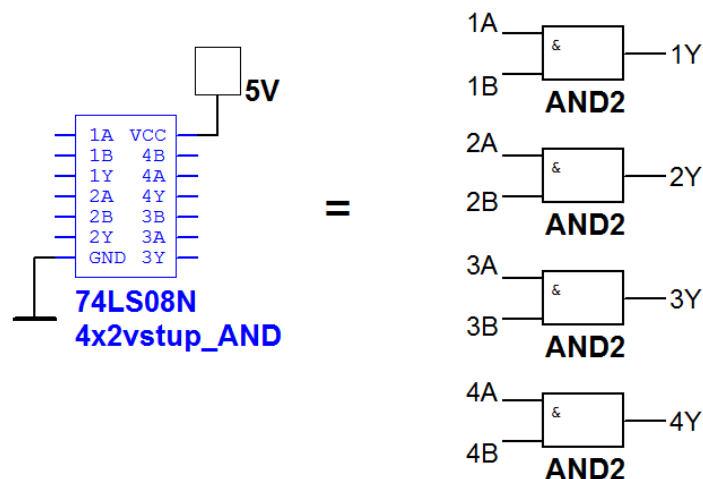 5V
1A VCC
1B 4B
1Y 4A
2A 4Y
2B 3B
2Y 3A
GND 3Y
74LS08N
4x2vstup_AND
=
1A
&
1Y
1B
AND2
2A
&
2Y
2B
AND2
3A
&
3Y
3B
AND2
4A
&
4Y
4B
AND2